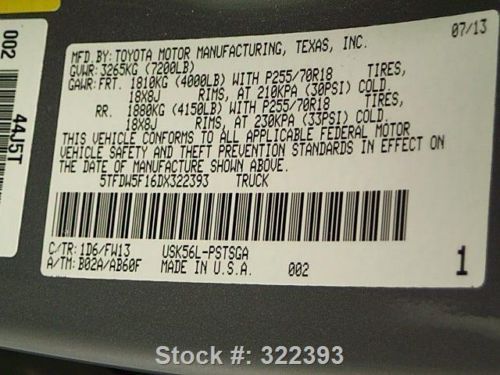 07/13
MFD.BY: TOYOTA MOTOR MANUFACTURING, TEXAS, INC.
GVWR: 3265KG (7200LB)
GAWR: FRT. 1810KG (4000LB) WITH P255/70R18 TIRES,
18X8J RIMS, AT 210KPA (30PSI) COLD.
RR. 1880KG (4150LB) WITH P255/70R18 TIRES,
18X8J RIMS, AT 230KPA (33PSI) COLD.
THIS VEHICLE CONFORMS TO ALL APPLICABLE FEDERAL MOTOR
VEHICLE SAFETY AND THEFT PREVENTION STANDARDS IN EFFECT ON
THE DATE OF MANUFACTURE SHOWN ABOVE.
5TFDW5F16DX322393 TRUCK
C/TR: 1D6/FW13 USK56L-PSTSGA
A/TM: B02A/AB60F MADE IN U.S.A. 002
1
002
44J5T
Stock #: 322393